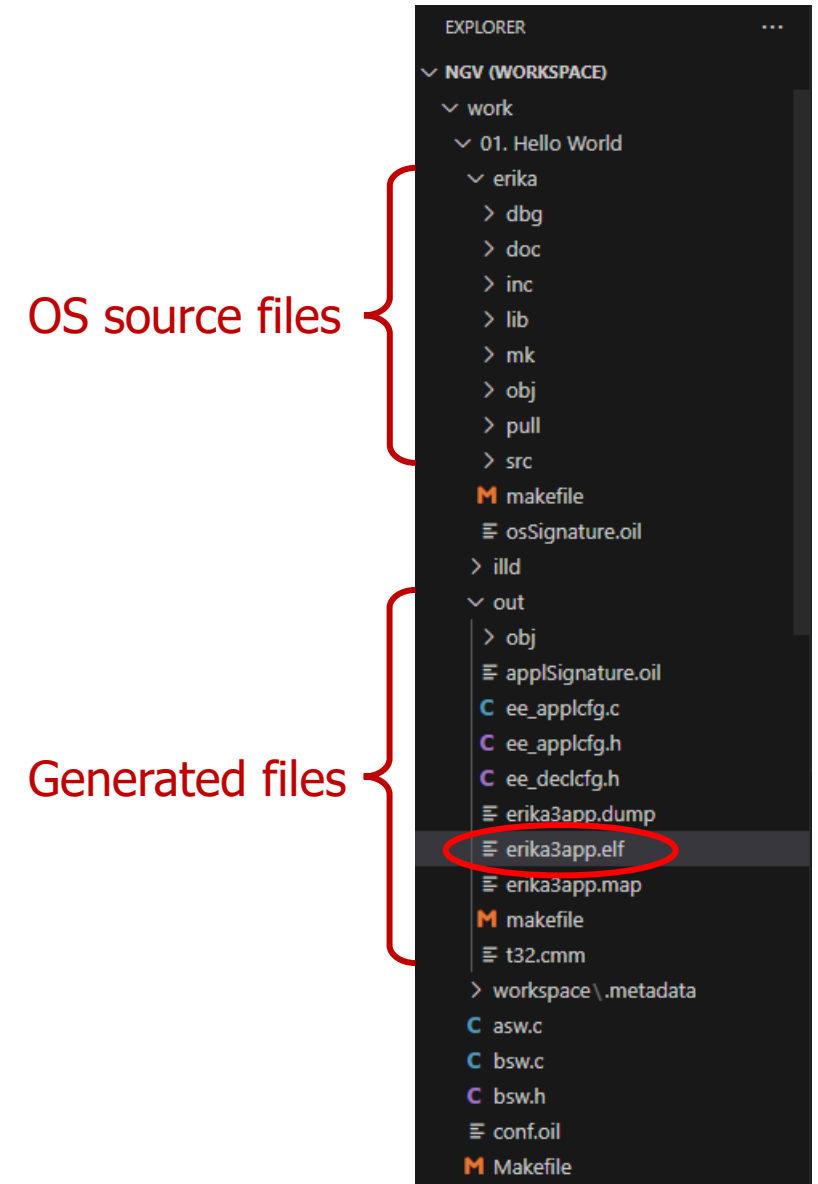 EXPLORER ...
NGV (WORKSPACE)
work
01. Hello World
erika
dbg
doc
inc
OS source files
lib
mk
obj
pull
src
M makefile
osSignature.oil
illd
out
obj
applSignature.oil
C ee_applcfg.c
C ee_applcfg.h
Generated files
C ee_declcfg.h
erika3app.dump
erika3app.elf
erika3app.map
M makefile
t32.cmm
workspace\.metadata
C asw.c
C bsw.c
C bsw.h
conf.oil
M Makefile